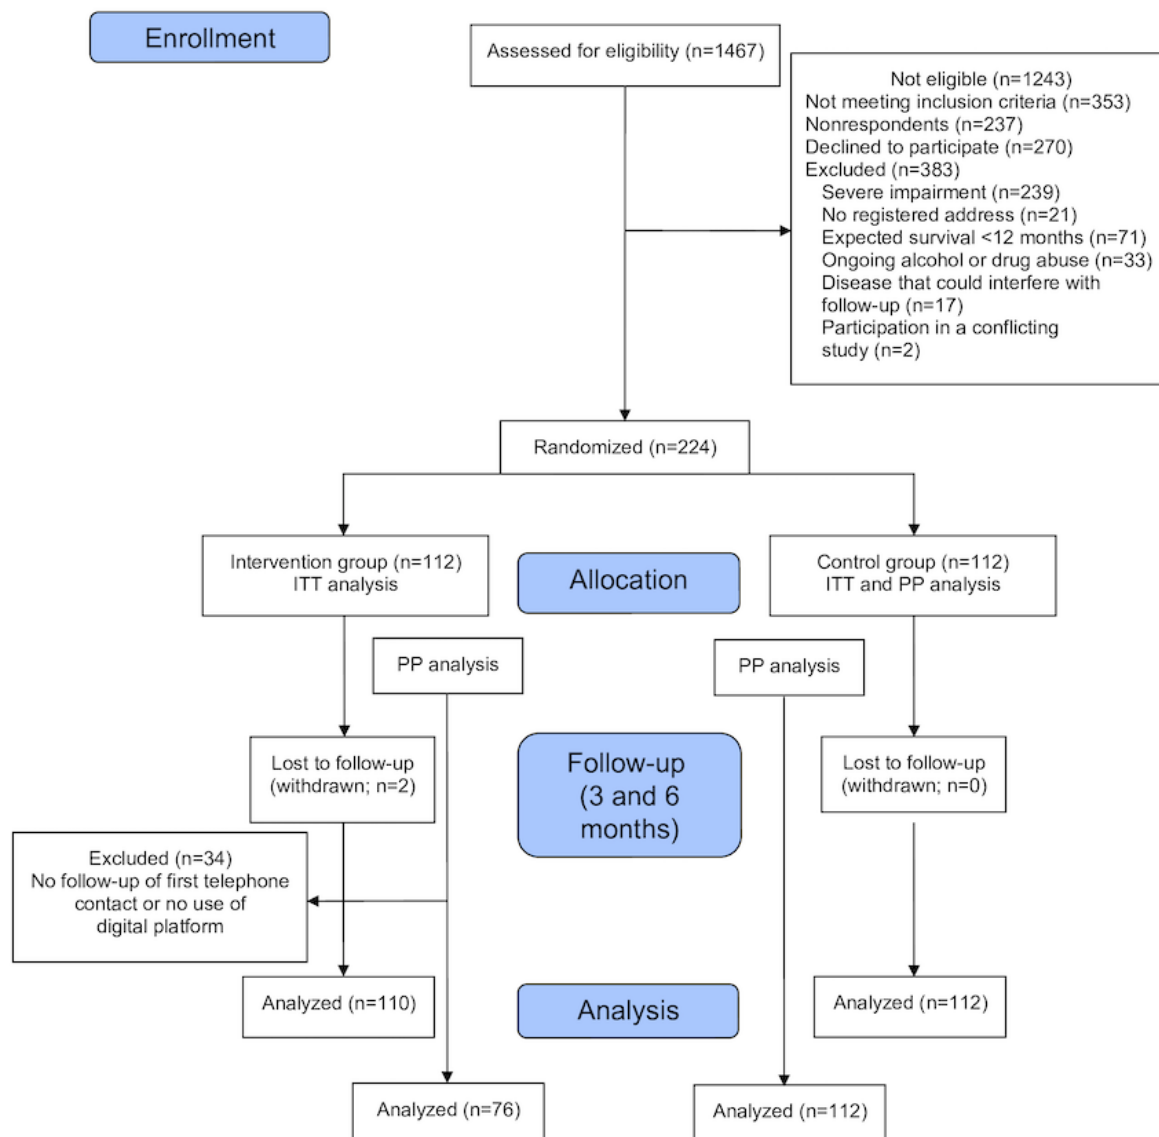 Enrollment
Assessed for eligibility (n=1467)
Not eligible (n=1243)
Not meeting inclusion criteria (n=353)
Nonrespondents (n=237)
Declined to participate (n=270)
Excluded (n=383)
Severe impairment (n=239)
No registered address (n=21)
Expected survival <12 months (n=71)
Ongoing alcohol or drug abuse (n=33)
Disease that could interfere with
follow-up (n=17)
Participation in a conflicting
study (n=2)
Randomized (n=224)
Intervention group (n=112)
ITT analysis
Allocation
Control group (n=112)
ITT and PP analysis
PP analysis
PP analysis
Lost to follow-up
(withdrawn; n=2)
Follow-up
(3 and 6
months)
Lost to follow-up
(withdrawn; n=0)
Excluded (n=34)
No follow-up of first telephone
contact or no use of
digital platform
Analyzed (n=110)
Analysis
Analyzed (n=112)
Analyzed (n=76)
Analyzed (n=112)